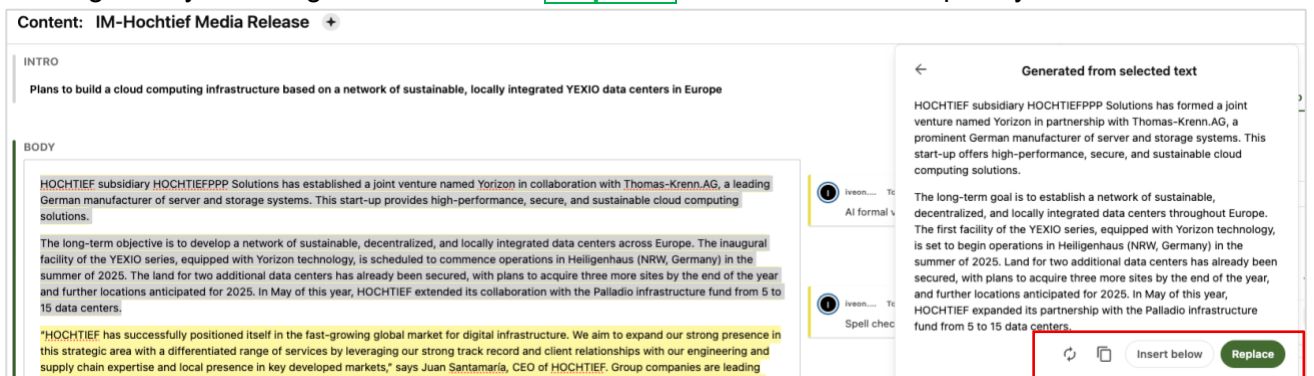 Content: IM-Hochtief Media Release +
INTRO
Plans to build a cloud computing infrastructure based on a network of sustainable, locally integrated YEXIO data centers in Europe
BODY
HOCHTIEF subsidiary HOCHTIEFPPP Solutions has established a joint venture named Yorizon in collaboration with Thomas-Krenn.AG, a leading
German manufacturer of server and storage systems. This start-up provides high-performance, secure, and sustainable cloud computing
solutions.
The long-term objective is to develop a network of sustainable, decentralized, and locally integrated data centers across Europe. The inaugural
facility of the YEXIO series, equipped with Yorizon technology, is scheduled to commence operations in Heiligenhaus (NRW, Germany) in the
summer of 2025. The land for two additional data centers has already been secured, with plans to acquire three more sites by the end of the year
and further locations anticipated for 2025. In May of this year, HOCHTIEF extended its collaboration with the Palladio infrastructure fund from 5 to
15 data centers.
"HOCHTIEF has successfully positioned itself in the fast-growing global market for digital infrastructure. We aim to expand our strong presence in
this strategic area with a differentiated range of services by leveraging our strong track record and client relationships with our engineering and
supply chain expertise and local presence in key developed markets," says Juan Santamaría, CEO of HOCHTIEF. Group companies are leading
I iveon.... To
AI formal v
I iveon.... To
Spell chec
Generated from selected text
HOCHTIEF subsidiary HOCHTIEFPPP Solutions has formed a joint
venture named Yorizon in partnership with Thomas-Krenn.AG, a
prominent German manufacturer of server and storage systems. This
start-up offers high-performance, secure, and sustainable cloud
computing solutions.
The long-term goal is to establish a network of sustainable,
decentralized, and locally integrated data centers throughout Europe.
The first facility of the YEXIO series, equipped with Yorizon technology,
is set to begin operations in Heiligenhaus (NRW, Germany) in the
summer of 2025. Land for two additional data centers has already been
secured, with plans to acquire three more sites by the end of the year,
and further locations anticipated for 2025. In May of this year,
HOCHTIEF expanded its partnership with the Palladio infrastructure
fund from 5 to 15 data centers.
Insert below
Replace